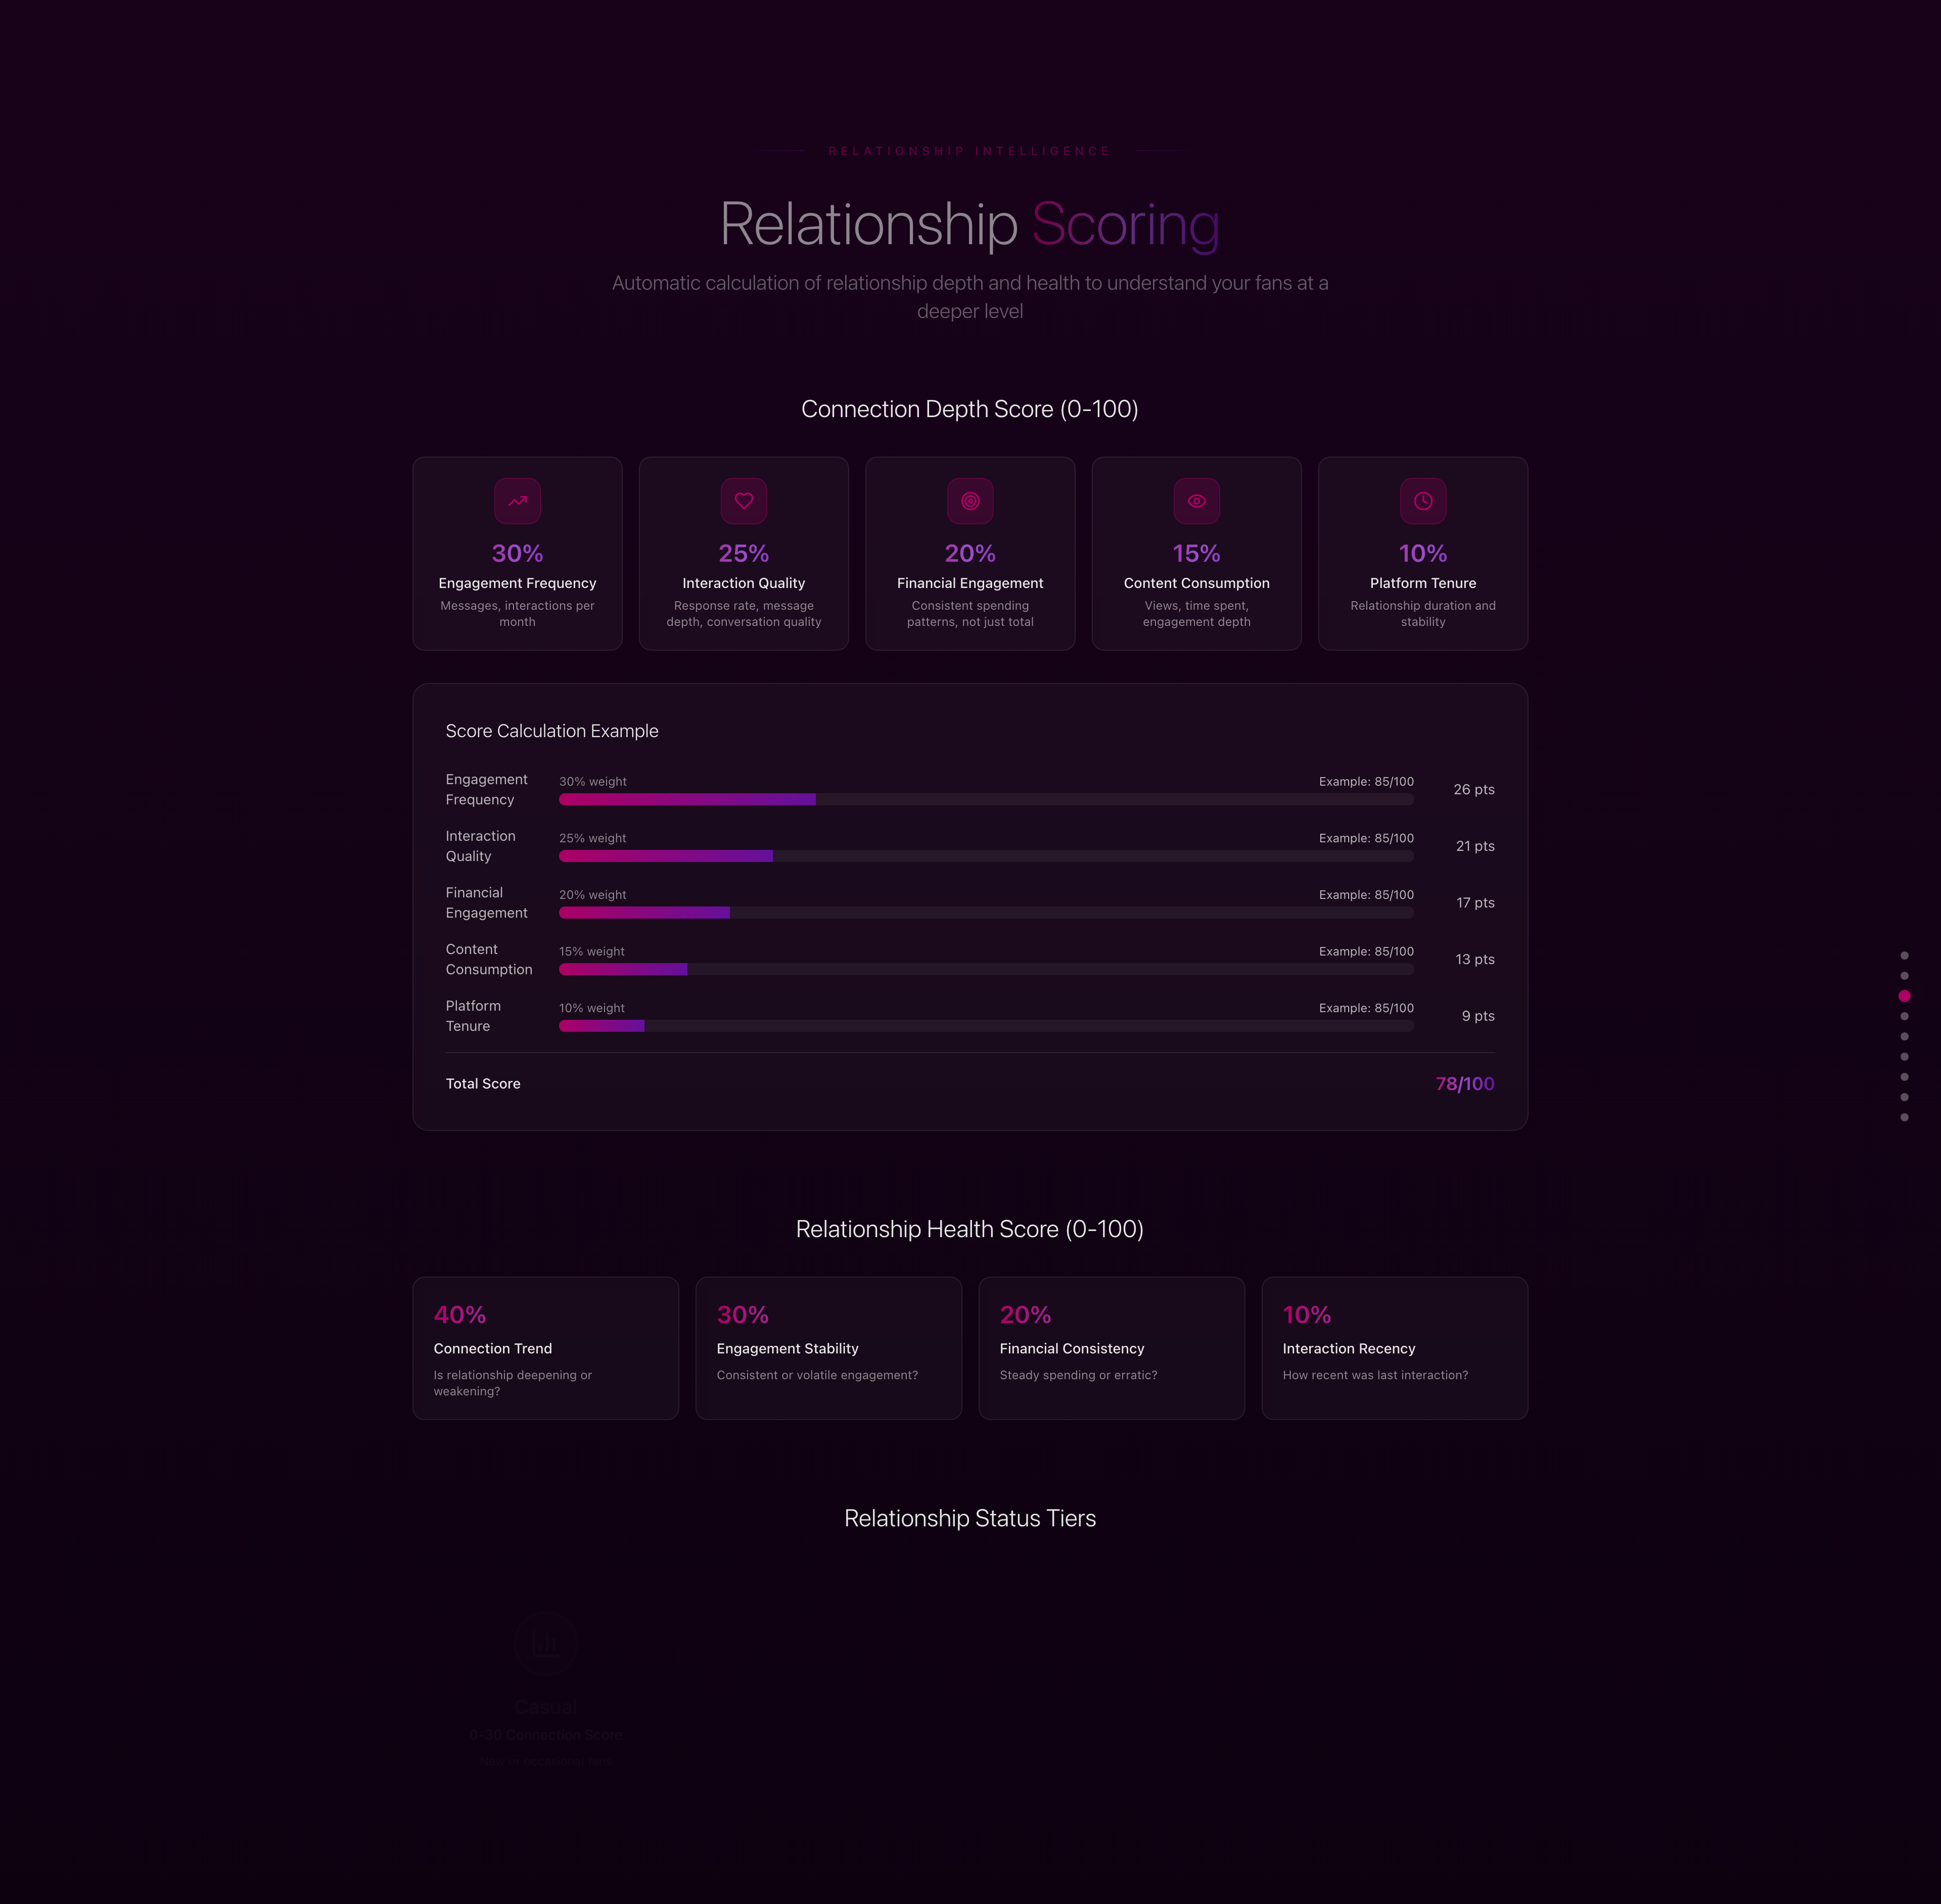 RELATIONSHIP INTELLIGENCE
Relationship Scoring
Automatic calculation of relationship depth and health to understand your fans at a
deeper level
Connection Depth Score (0-100)
30%
Engagement Frequency
Messages, interactions per
month
25%
Interaction Quality
Response rate, message
depth, conversation quality
20%
Financial Engagement
Consistent spending
patterns, not just total
15%
Content Consumption
Views, time spent,
engagement depth
10%
Platform Tenure
Relationship duration and
stability
Score Calculation Example
Engagement
Frequency
30% weight
Example: 85/100
26 pts
Interaction
Quality
25% weight
Example: 85/100
21 pts
Financial
Engagement
20% weight
Example: 85/100
17 pts
Content
Consumption
15% weight
Example: 85/100
13 pts
Platform
Tenure
10% weight
Example: 85/100
9 pts
Total Score
78/100
Relationship Health Score (0-100)
40%
Connection Trend
Is relationship deepening or
weakening?
30%
Engagement Stability
Consistent or volatile engagement?
20%
Financial Consistency
Steady spending or erratic?
10%
Interaction Recency
How recent was last interaction?
Relationship Status Tiers
Casual
0-30 Connection Score